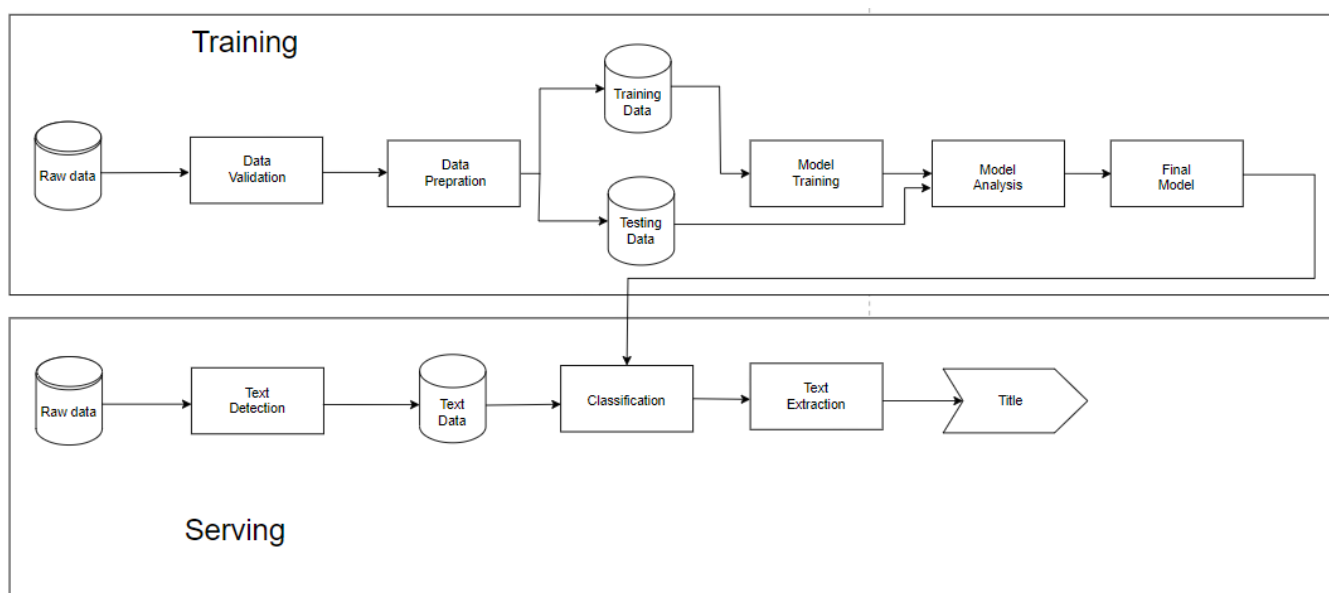 Training
Raw data
Data
Validation
Data
Prepration
Training
Data
Testing
Data
Model
Training
Model
Analysis
Final
Model
Raw data
Text
Detection
Text
Data
Classification
Text
Extraction
Title
Serving